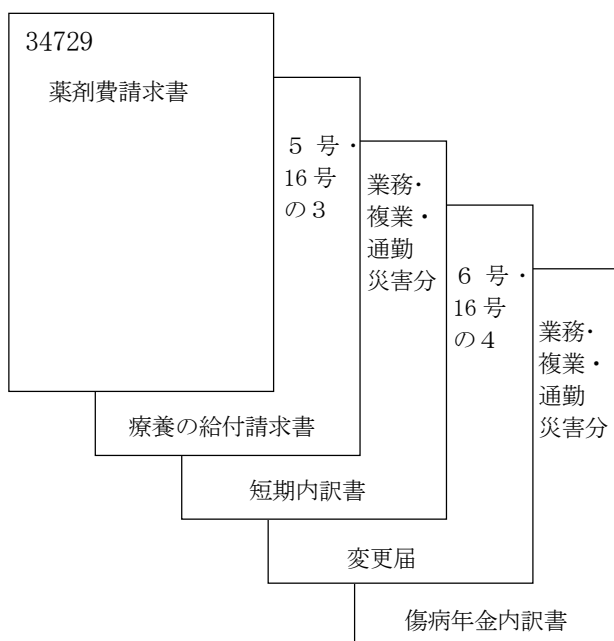 34729
薬剤費請求書
５ 号・
16 号
の３
療養の給付請求書
業務・
複業・
通勤
災害分
短期内訳書
６ 号・
16 号
の４
変更届
業務・
複業・
通勤
災害分
傷病年金内訳書